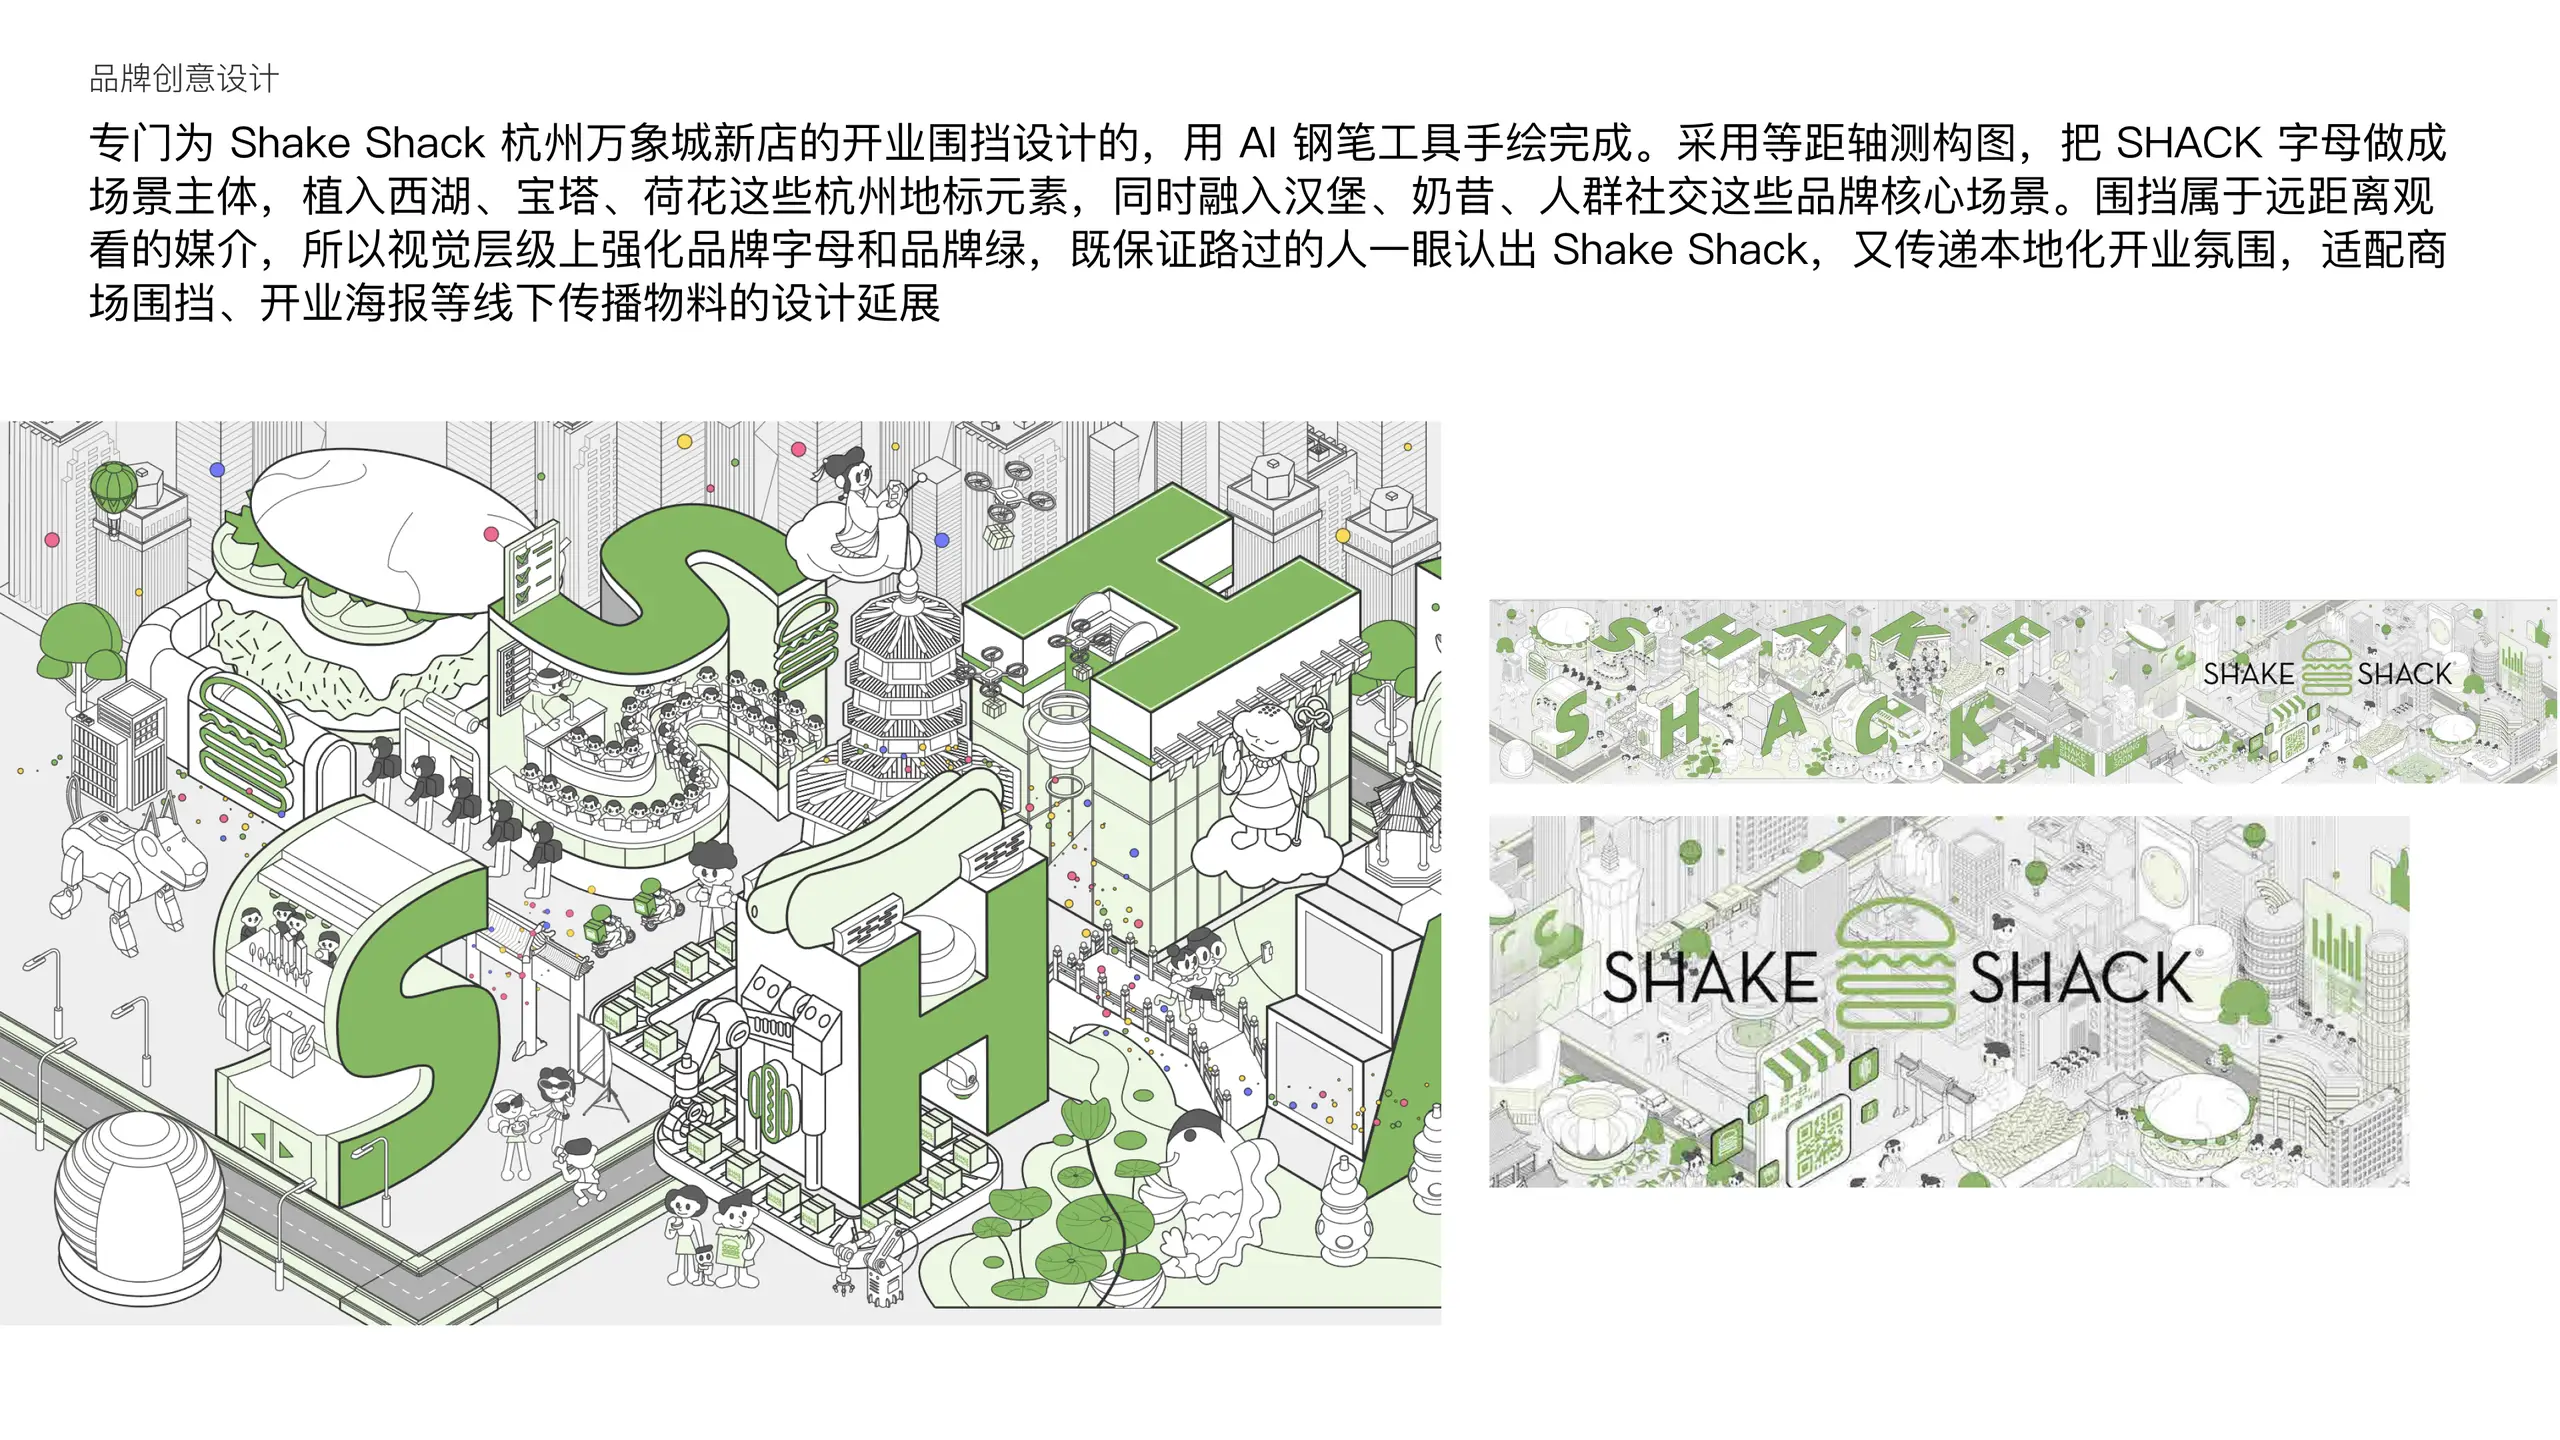 品牌创意设计
专门为 Shake Shack 杭州万象城新店的开业围挡设计的，用 AI 钢笔工具手绘完成。采用等距轴测构图，把 SHACK 字母做成
场景主体，植入西湖、宝塔、荷花这些杭州地标元素，同时融入汉堡、奶昔、人群社交这些品牌核心场景。围挡属于远距离观
看的媒介，所以视觉层级上强化品牌字母和品牌绿，既保证路过的人一眼认出 Shake Shack，又传递本地化开业氛围，适配商
场围挡、开业海报等线下传播物料的设计延展
S H
S H
S H A K E
S H A C K
SHAKE SHACK
SHAKE SHACK